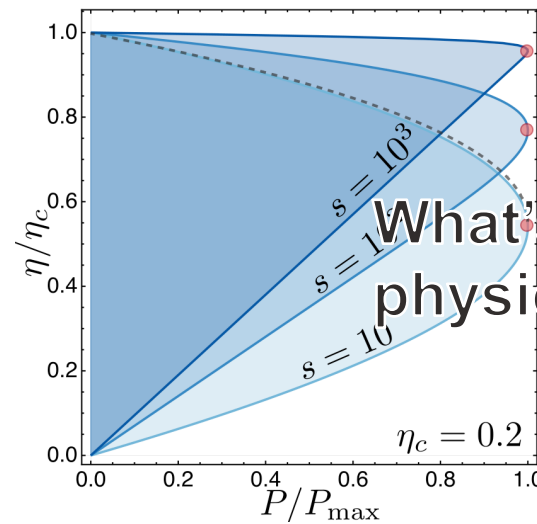 1.0
0.8
0.6
0.4
0.2
0.0
η/η_c
s = 10³
s = 10
s = 10
What'
physi
η_c = 0.2
0.0 0.2 0.4 0.6 0.8 1.0
P/P_max